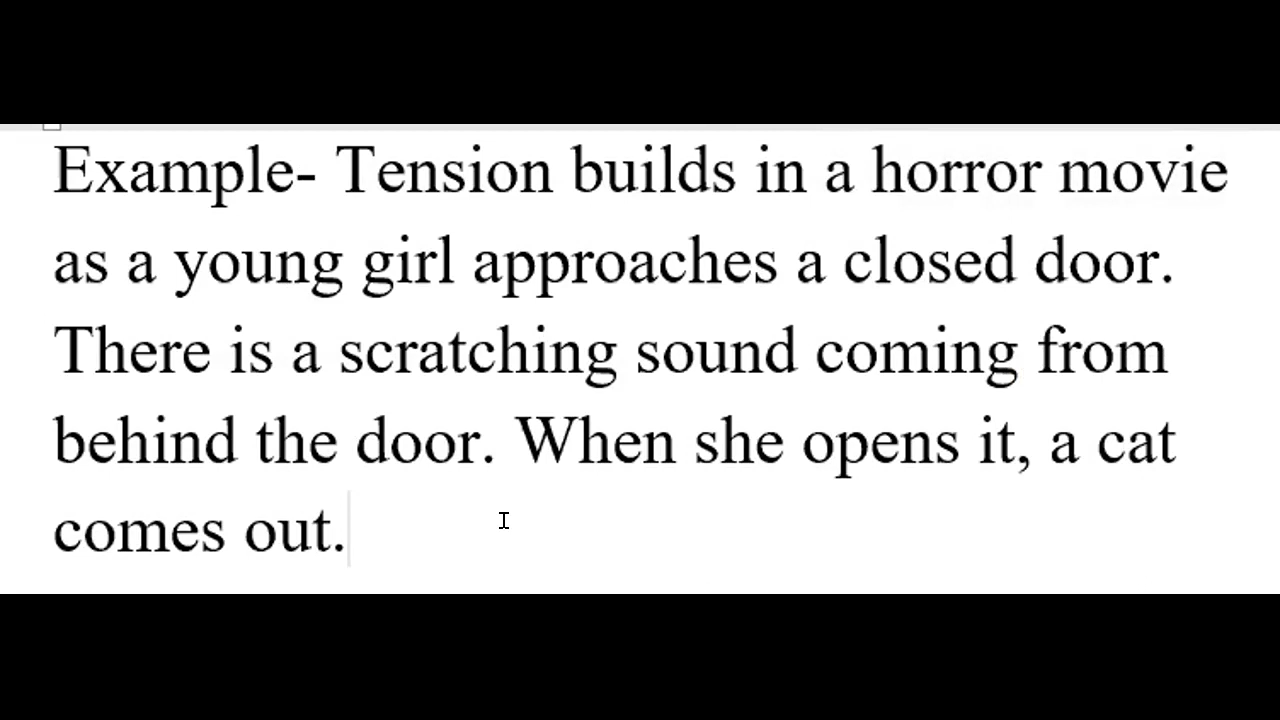 Example- Tension builds in a horror movie
as a young girl approaches a closed door.
There is a scratching sound coming from
behind the door. When she opens it, a cat
comes out.